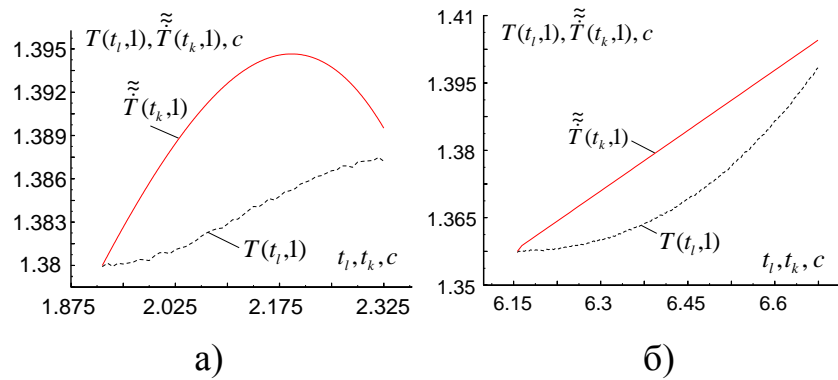 T(t_l,1), ≈̃Ṫ(t_k,1), c
1.395
1.392
1.389
1.386
1.383
1.38
≈̃Ṫ(t_k,1)
T(t_l,1)
t_l,t_k,c
1.875 2.025 2.175 2.325
а)
T(t_l,1), ≈̃Ṫ(t_k,1), c
1.41
1.395
1.38
1.365
1.35
≈̃Ṫ(t_k,1)
T(t_l,1)
t_l,t_k,c
6.15 6.3 6.45 6.6
б)